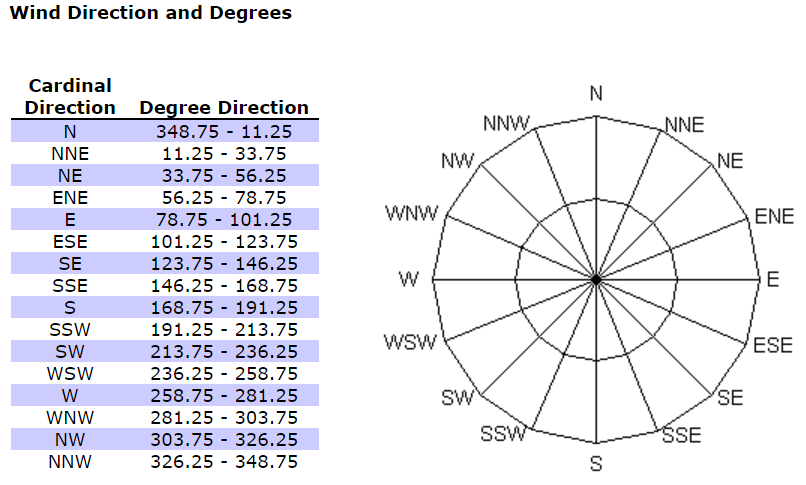 Wind Direction and Degrees
Cardinal
Direction Degree Direction
N 348.75 - 11.25
NNE 11.25 - 33.75
NE 33.75 - 56.25
ENE 56.25 - 78.75
E 78.75 - 101.25
ESE 101.25 - 123.75
SE 123.75 - 146.25
SSE 146.25 - 168.75
S 168.75 - 191.25
SSW 191.25 - 213.75
SW 213.75 - 236.25
WSW 236.25 - 258.75
W 258.75 - 281.25
WNW 281.25 - 303.75
NW 303.75 - 326.25
NNW 326.25 - 348.75
N
NNW NNE
NW NE
WNW ENE
W E
WSW ESE
SW SE
SSW SSE
S